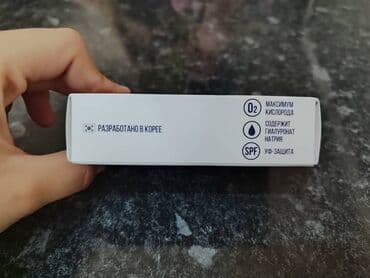 РАЗРАБОТАНО В КОРЕЕ
O2
МАКСИМУМ
КИСЛОРОДА
СОДЕРЖИТ
ГИАЛУРОНАТ
НАТРИЯ
SPF
УФ-ЗАЩИТА